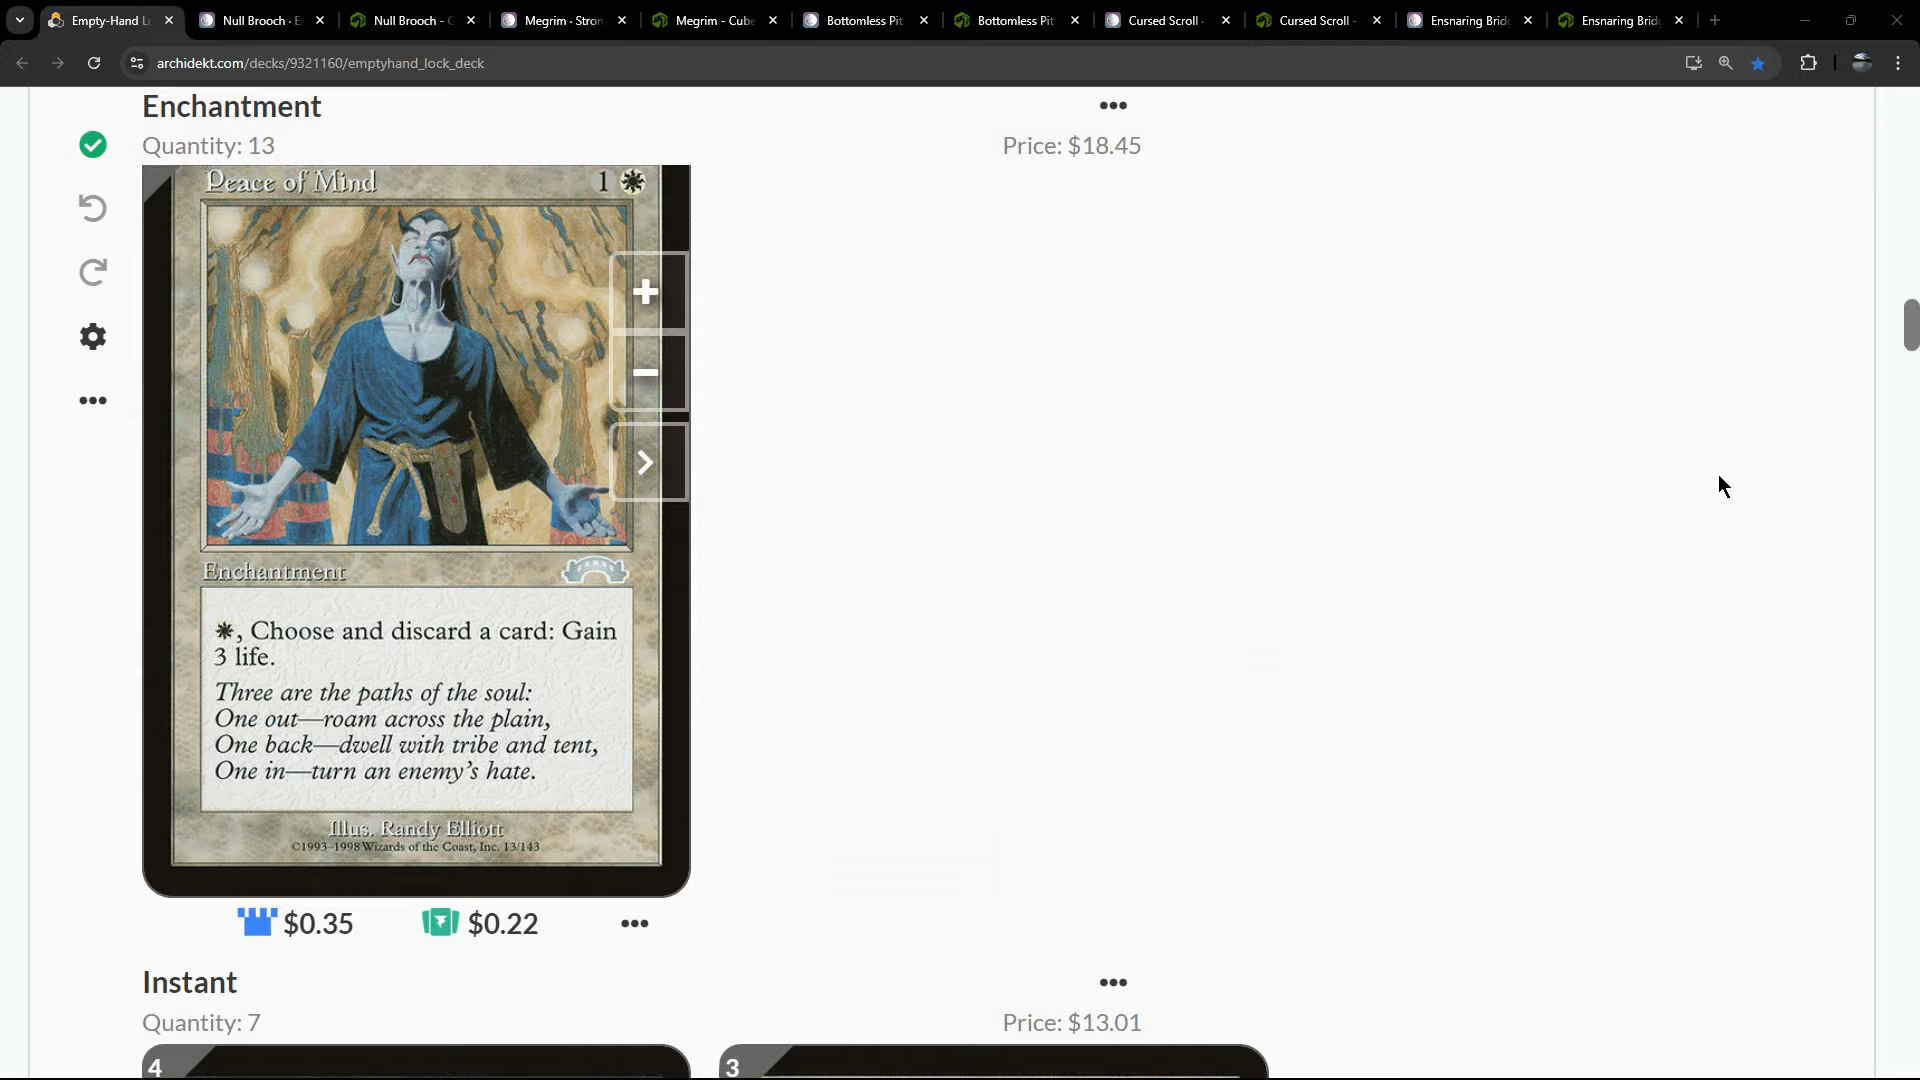 Empty-Hand L
Null Brooch · E
Null Brooch - C
Megrim · Stron
Megrim - Cube
Bottomless Pit
Bottomless Pit
Cursed Scroll ·
Cursed Scroll -
Ensnaring Brid
Ensnaring Brid
archidekt.com/decks/9321160/emptyhand_lock_deck
Enchantment
Quantity: 13
Price: $18.45
Peace of Mind 1
Enchantment
, Choose and discard a card: Gain
3 life.
Three are the paths of the soul:
One out—roam across the plain,
One back—dwell with tribe and tent,
One in—turn an enemy's hate.
Illus. Randy Elliott
©1993–1998 Wizards of the Coast, Inc. 13/143
$0.35
$0.22
Instant
Quantity: 7
Price: $13.01
4
3